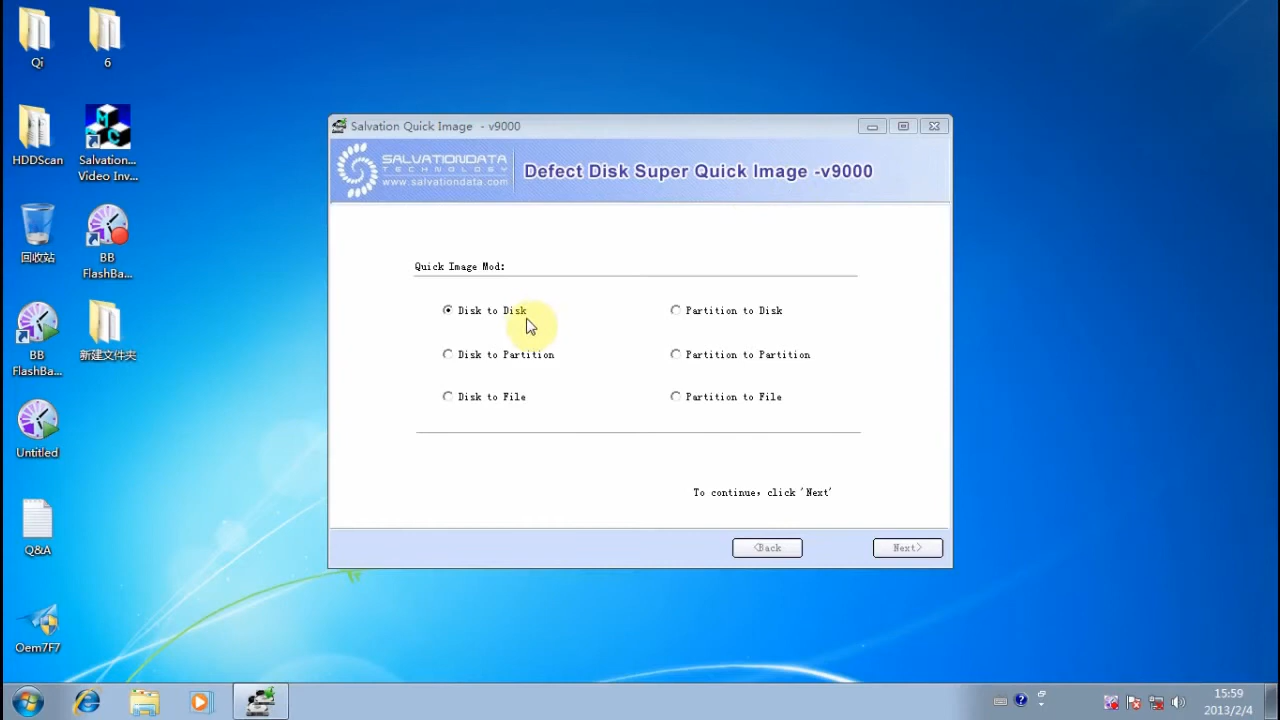 Qi
6
HDDScan
Salvation...
Video Inv...
回收站
BB
FlashBa...
BB
FlashBa...
新建文件夹
Untitled
Q&A
Oem7F7
Salvation Quick Image - v9000
SALVATIONDATA
TECHNOLOGY
www.salvationdata.com
Defect Disk Super Quick Image -v9000
Quick Image Mod:
Disk to Disk
Partition to Disk
Disk to Partition
Partition to Partition
Disk to File
Partition to File
To continue, click 'Next'
<Back
Next>
15:59
2013/2/4